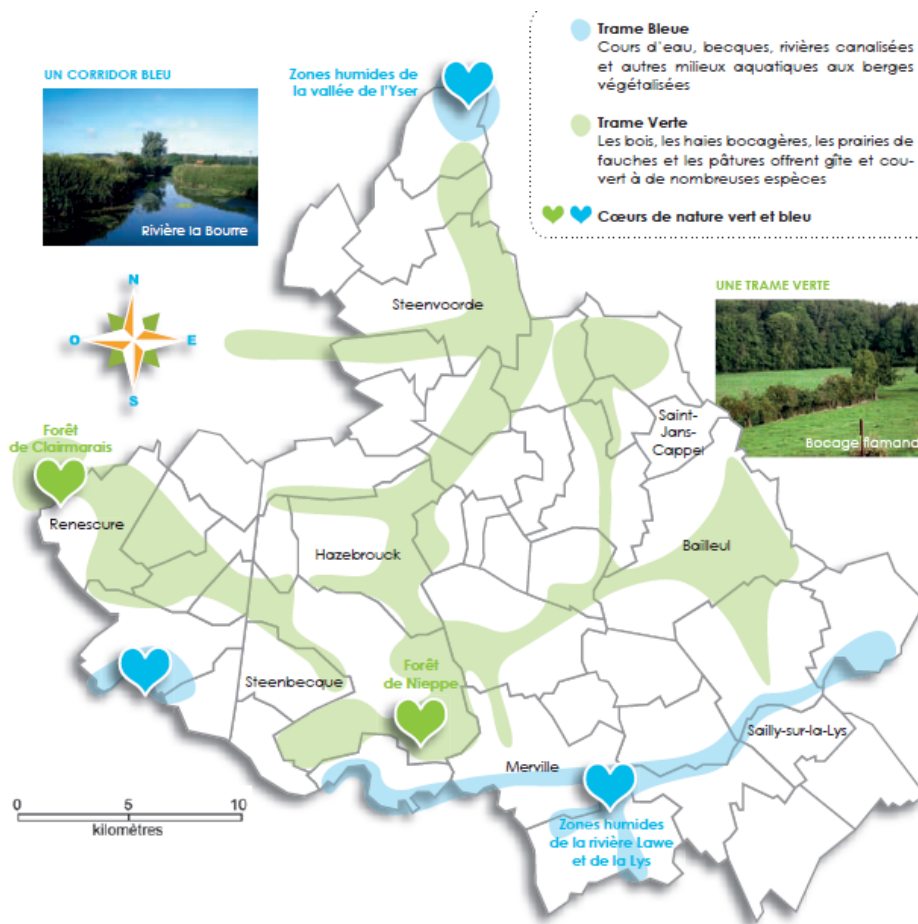 Trame Bleue
Cours d'eau, becques, rivières canalisées
et autres milieux aquatiques aux berges
végétalisées
Trame Verte
Les bois, les haies bocagères, les prairies de
fauches et les pâtures offrent gîte et cou-
vert à de nombreuses espèces
Cœurs de nature vert et bleu
UN CORRIDOR BLEU
Rivière la Bourre
Zones humides de
la vallée de l'Yser
N
O
E
S
Steenvoorde
UNE TRAME VERTE
Bocage flamand
Saint-
Jans-
Cappel
Forêt
de Clairmarais
Renescure
Hazebrouck
Bailleul
Steenbecque
Forêt
de Nieppe
Sailly-sur-la-Lys
Merville
0 5 10
kilomètres
Zones humides
de la rivière Lawe
et de la Lys